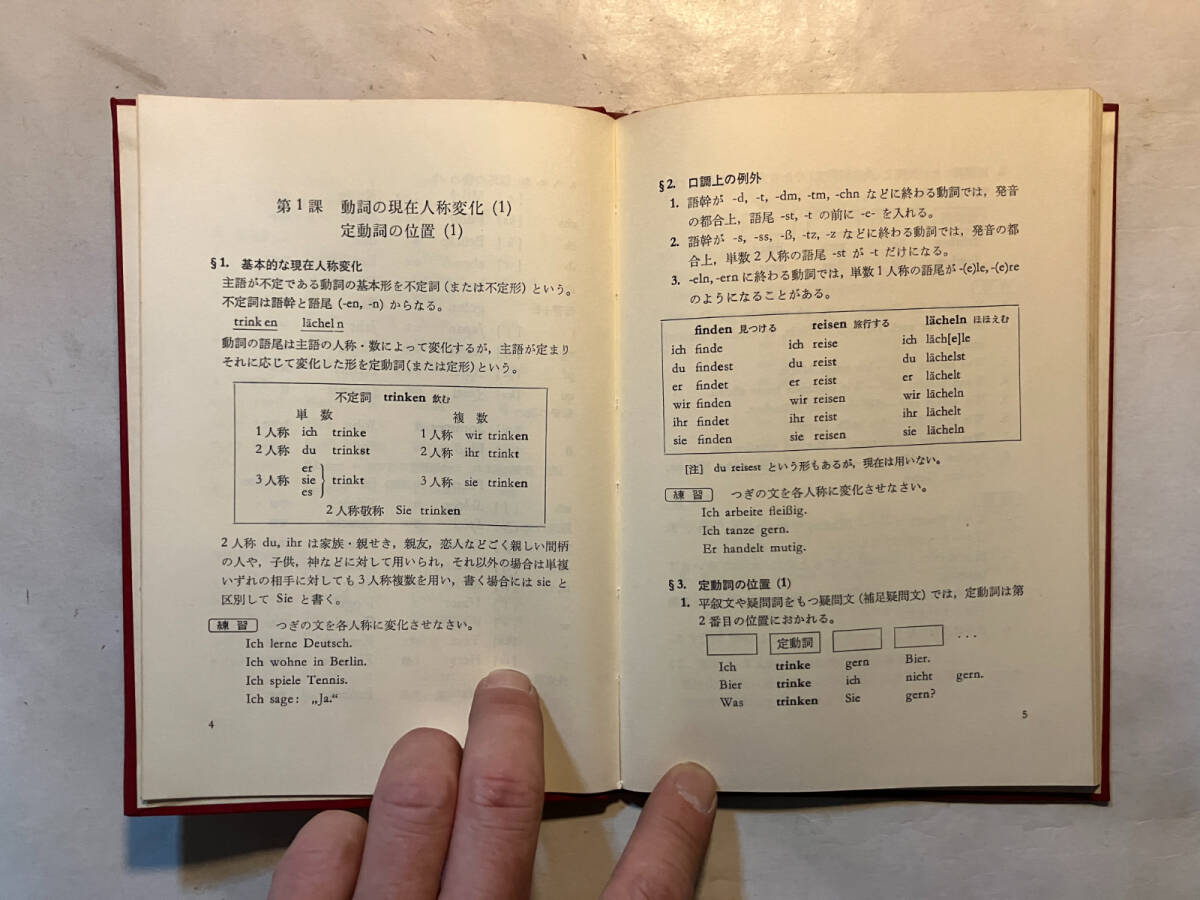 第1課 動詞の現在人称変化 (1)
定動詞の位置 (1)
§1. 基本的な現在人称変化
主語が不定である動詞の基本形を不定詞(または不定形)という。
不定詞は語幹と語尾 (-en, -n) からなる。
trink en lächel n
動詞の語尾は主語の人称・数によって変化するが，主語が定まり
それに応じて変化した形を定動詞(または定形)という。
不定詞 trinken 飲む
単 数 複 数
1人称 ich trinke 1人称 wir trinken
2人称 du trinkst 2人称 ihr trinkt
er
3人称 sie } trinkt 3人称 sie trinken
es
2人称敬称 Sie trinken
2人称 du, ihr は家族・親せき，親友，恋人などごく親しい間柄
の人や，子供，神などに対して用いられ，それ以外の場合は単複
いずれの相手に対しても3人称複数を用い，書く場合には sie と
区別して Sie と書く。
練習 つぎの文を各人称に変化させなさい。
Ich lerne Deutsch.
Ich wohne in Berlin.
Ich spiele Tennis.
Ich sage: „Ja.“
4
§2. 口調上の例外
1. 語幹が -d, -t, -dm, -tm, -chn などに終わる動詞では，発音
の都合上，語尾 -st, -t の前に -e- を入れる。
2. 語幹が -s, -ss, -ß, -tz, -z などに終わる動詞では，発音の都
合上，単数2人称の語尾 -st が -t だけになる。
3. -eln, -ern に終わる動詞では，単数1人称の語尾が -(e)le, -(e)re
のようになることがある。
finden 見つける reisen 旅行する lächeln ほほえむ
ich finde ich reise ich läch[e]le
du findest du reist du lächelst
er findet er reist er lächelt
wir finden wir reisen wir lächeln
ihr findet ihr reist ihr lächelt
sie finden sie reisen sie lächeln
[注] du reisest という形もあるが，現在は用いない。
練習 つぎの文を各人称に変化させなさい。
Ich arbeite fleißig.
Ich tanze gern.
Er handelt mutig.
§3. 定動詞の位置 (1)
1. 平叙文や疑問詞をもつ疑問文(補足疑問文)では，定動詞は第
2番目の位置におかれる。
定動詞 ...
Ich trinke gern Bier.
Bier trinke ich nicht gern.
Was trinken Sie gern?
5